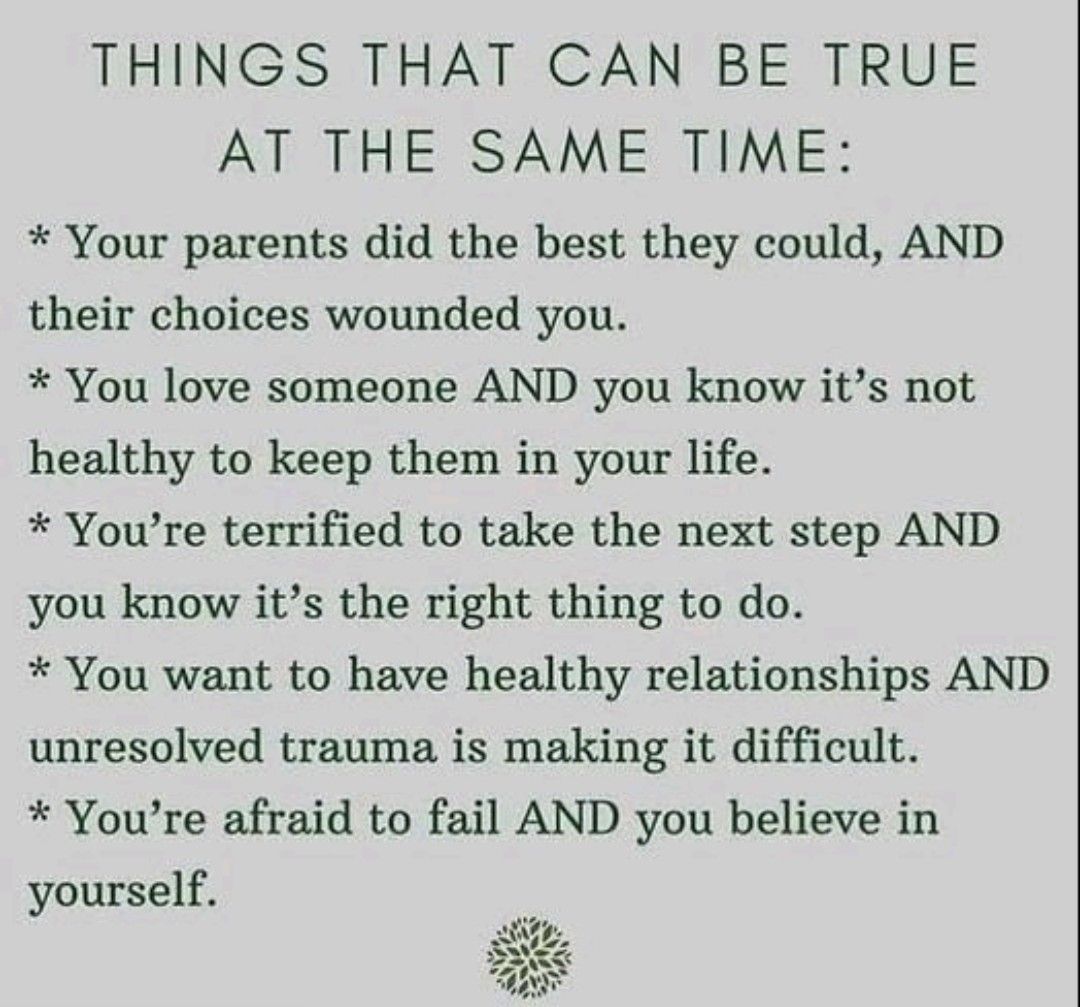 THINGS THAT CAN BE TRUE
AT THE SAME TIME:
* Your parents did the best they could, AND
their choices wounded you.
* You love someone AND you know it’s not
healthy to keep them in your life.
* You’re terrified to take the next step AND
you know it’s the right thing to do.
* You want to have healthy relationships AND
unresolved trauma is making it difficult.
* You’re afraid to fail AND you believe in
yourself.